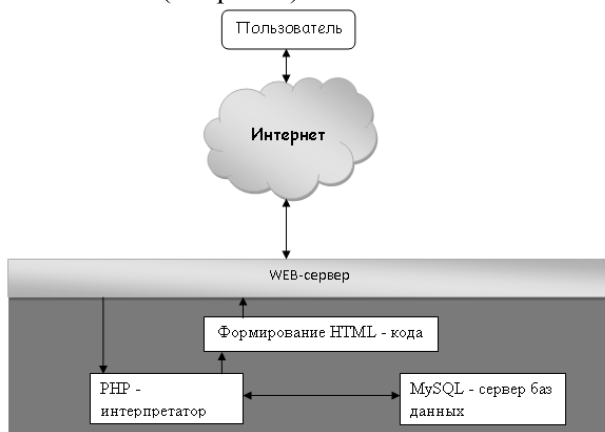 Пользователь
Интернет
WEB-сервер
Формирование HTML - кода
PHP -
интерпретатор
MySQL - сервер баз
данных